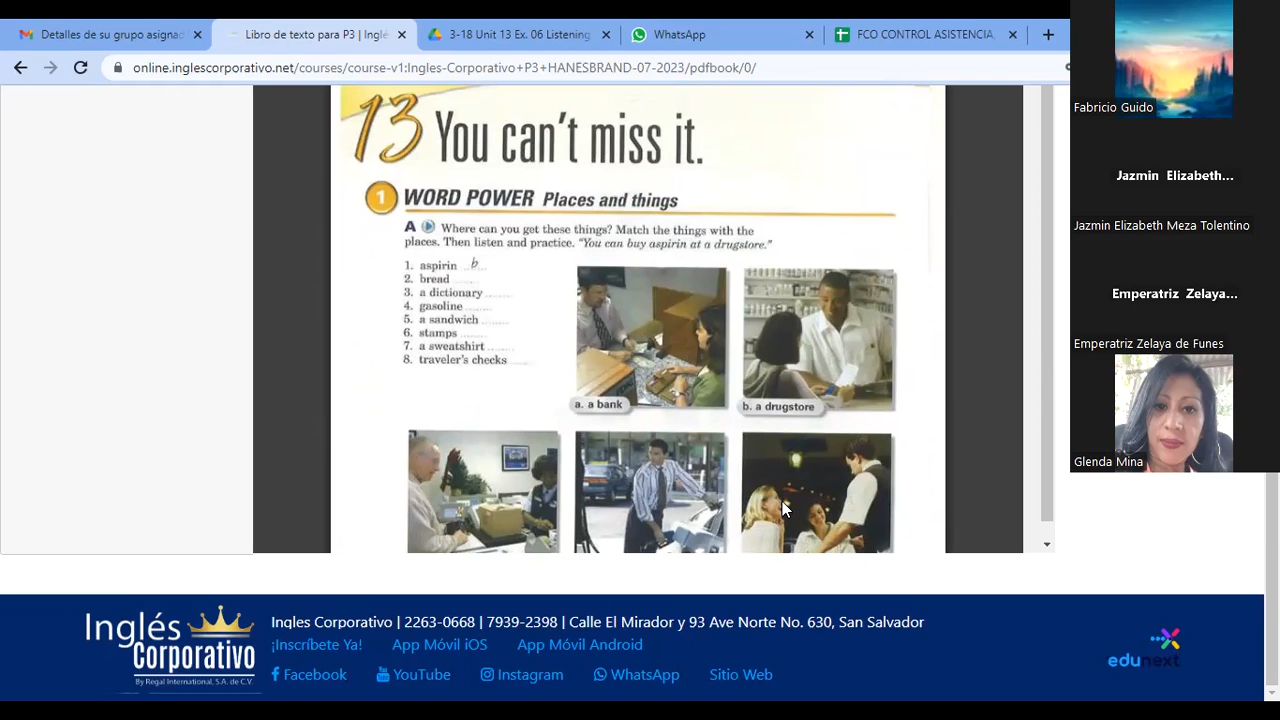 Detalles de su grupo asignad
Libro de texto para P3 | Inglé
3-18 Unit 13 Ex. 06 Listening
WhatsApp
FCO CONTROL ASISTENCIA
online.inglescorporativo.net/courses/course-v1:Ingles-Corporativo+P3+HANESBRAND-07-2023/pdfbook/0/
13 You can't miss it.
1 WORD POWER Places and things
A Where can you get these things? Match the things with the
places. Then listen and practice. "You can buy aspirin at a drugstore."
1. aspirin b
2. bread
3. a dictionary
4. gasoline
5. a sandwich
6. stamps
7. a sweatshirt
8. traveler's checks
a. a bank
b. a drugstore
Fabricio Guido
Jazmin Elizabeth...
Jazmin Elizabeth Meza Tolentino
Emperatriz Zelaya...
Emperatriz Zelaya de Funes
Glenda Mina
Inglés
Corporativo
By Regal International, S.A. de C.V.
Ingles Corporativo | 2263-0668 | 7939-2398 | Calle El Mirador y 93 Ave Norte No. 630, San Salvador
¡Inscríbete Ya! App Móvil iOS App Móvil Android
Facebook YouTube Instagram WhatsApp Sitio Web
edunext